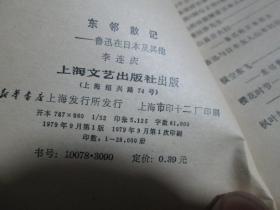 东邻散记
——鲁迅在日本及其他
李连庆
上海文艺出版社出版
(上海绍兴路74号)
新华书店上海发行所发行 上海市印十二厂印刷
开本787×960 1/32 印张5.125 字数61,000
1979年9月第1版 1979年9月第1次印刷
印数：1—28,000册
书号：10078·3000 定价：0.39元